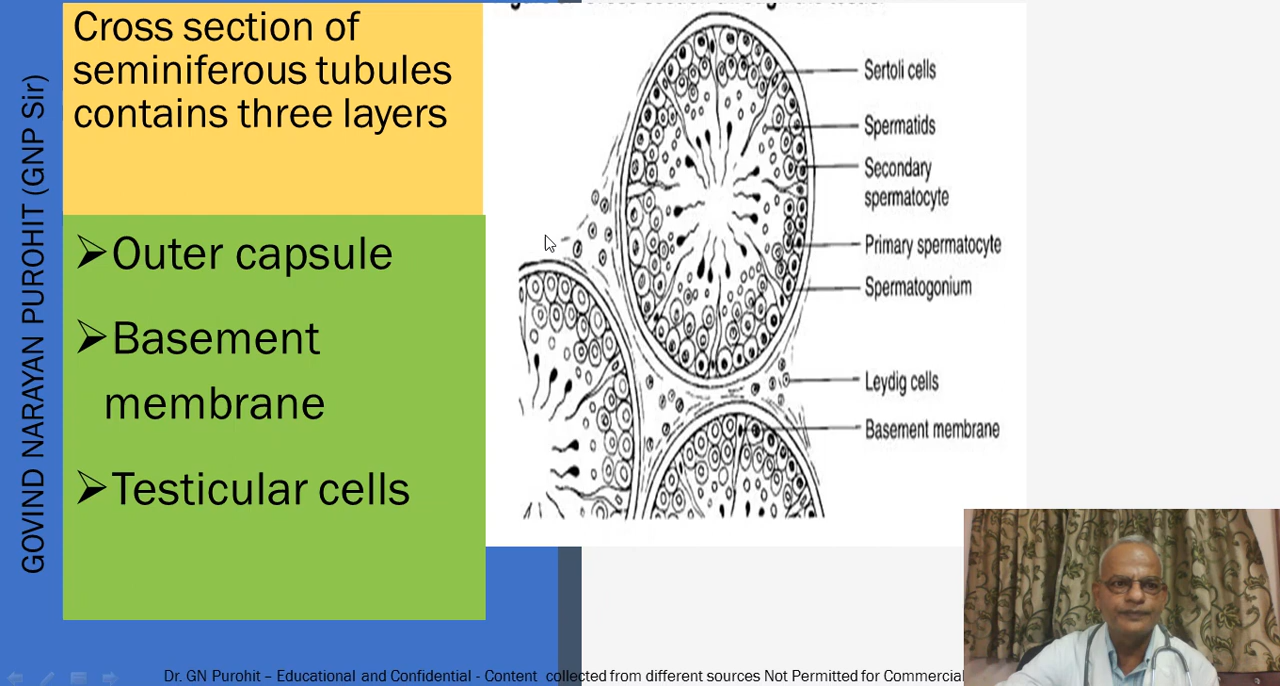 GOVIND NARAYAN PUROHIT (GNP Sir)
Cross section of
seminiferous tubules
contains three layers
➢Outer capsule
➢Basement
membrane
➢Testicular cells
Sertoli cells
Spermatids
Secondary
spermatocyte
Primary spermatocyte
Spermatogonium
Leydig cells
Basement membrane
Dr. GN Purohit – Educational and Confidential - Content collected from different sources Not Permitted for Commercial